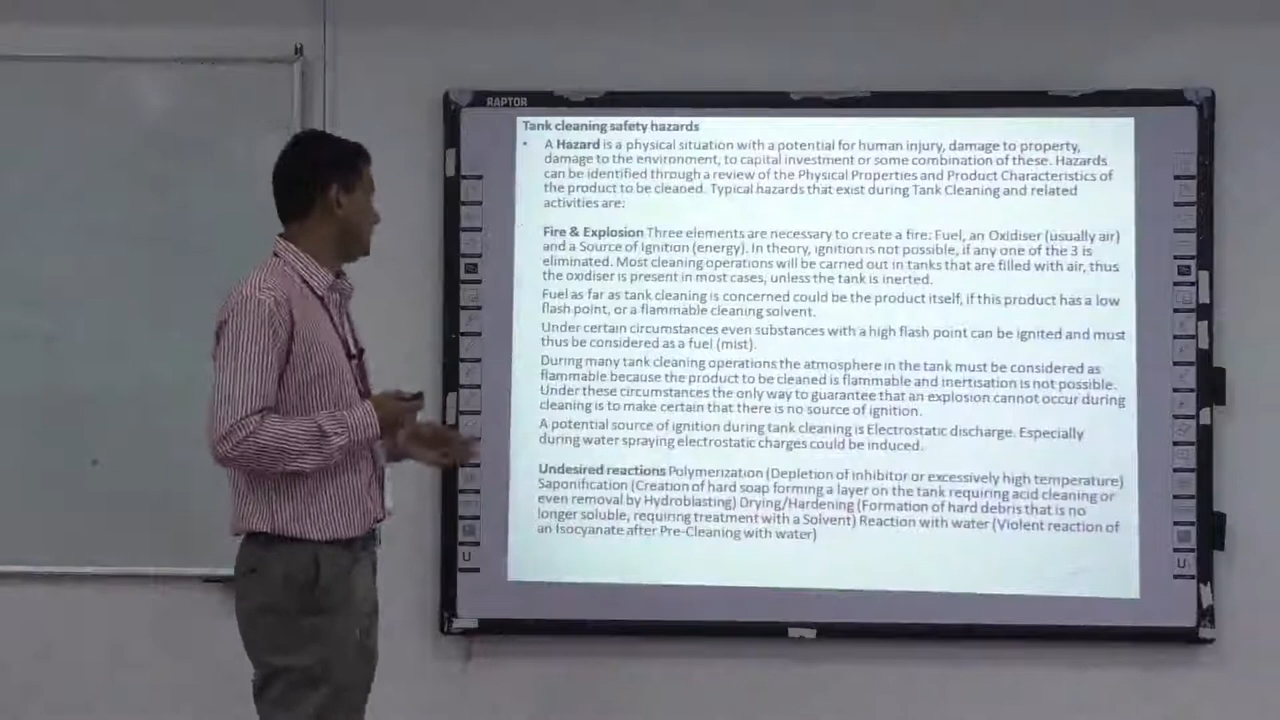 RAPTOR
Tank cleaning safety hazards
• A Hazard is a physical situation with a potential for human injury, damage to property,
damage to the environment, to capital investment or some combination of these. Hazards
can be identified through a review of the Physical Properties and Product Characteristics of
the product to be cleaned. Typical hazards that exist during Tank Cleaning and related
activities are:
Fire & Explosion Three elements are necessary to create a fire: Fuel, an Oxidiser (usually air)
and a Source of Ignition (energy). In theory, ignition is not possible, if any one of the 3 is
eliminated. Most cleaning operations will be carried out in tanks that are filled with air, thus
the oxidiser is present in most cases, unless the tank is inerted.
Fuel as far as tank cleaning is concerned could be the product itself, if this product has a low
flash point, or a flammable cleaning solvent.
Under certain circumstances even substances with a high flash point can be ignited and must
thus be considered as a fuel (mist).
During many tank cleaning operations the atmosphere in the tank must be considered as
flammable because the product to be cleaned is flammable and inertisation is not possible.
Under these circumstances the only way to guarantee that an explosion cannot occur during
cleaning is to make certain that there is no source of ignition.
A potential source of ignition during tank cleaning is Electrostatic discharge. Especially
during water spraying electrostatic charges could be induced.
Undesired reactions Polymerization (Depletion of inhibitor or excessively high temperature)
Saponification (Creation of hard soap forming a layer on the tank requiring acid cleaning or
even removal by Hydroblasting) Drying/Hardening (Formation of hard debris that is no
longer soluble, requiring treatment with a Solvent) Reaction with water (Violent reaction of
an Isocyanate after Pre-Cleaning with water)
U
U